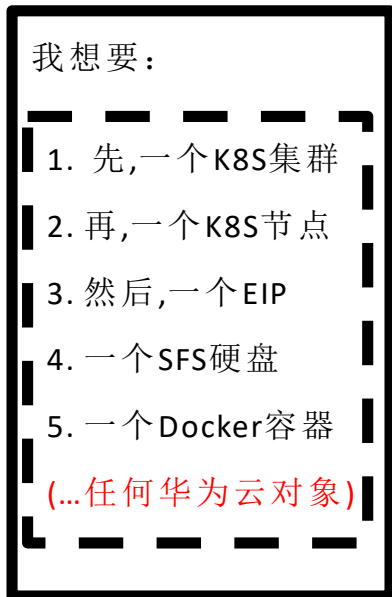 我想要：
1. 先,一个K8S集群
2. 再,一个K8S节点
3. 然后,一个EIP
4. 一个SFS硬盘
5. 一个Docker容器
(…任何华为云对象)